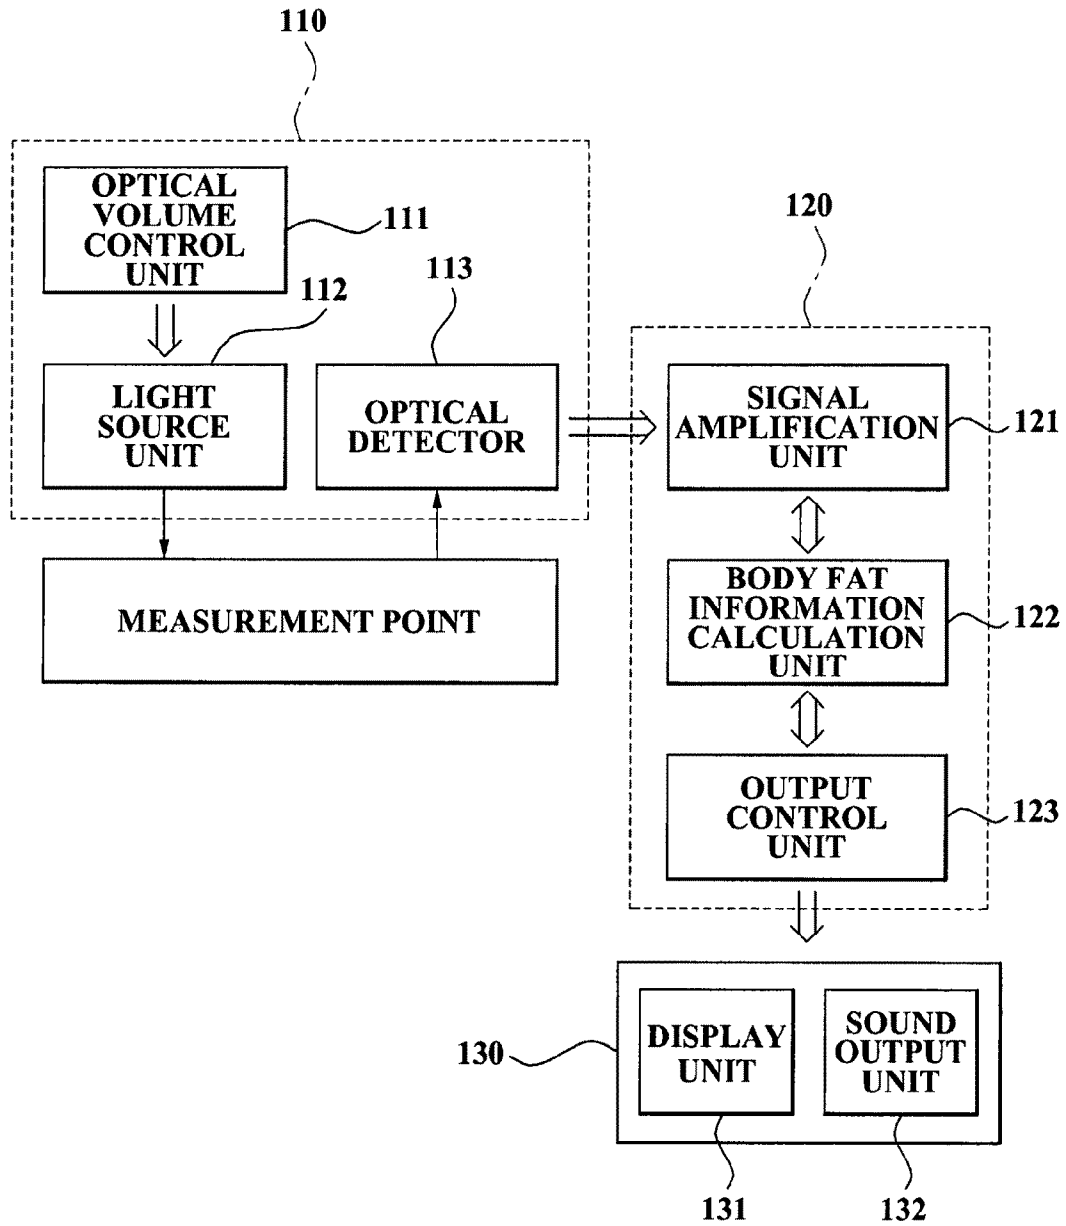 110
OPTICAL
VOLUME
CONTROL
UNIT
111
112
113
LIGHT
SOURCE
UNIT
OPTICAL
DETECTOR
MEASUREMENT POINT
120
SIGNAL
AMPLIFICATION
UNIT
121
BODY FAT
INFORMATION
CALCULATION
UNIT
122
OUTPUT
CONTROL
UNIT
123
130
DISPLAY
UNIT
SOUND
OUTPUT
UNIT
131
132